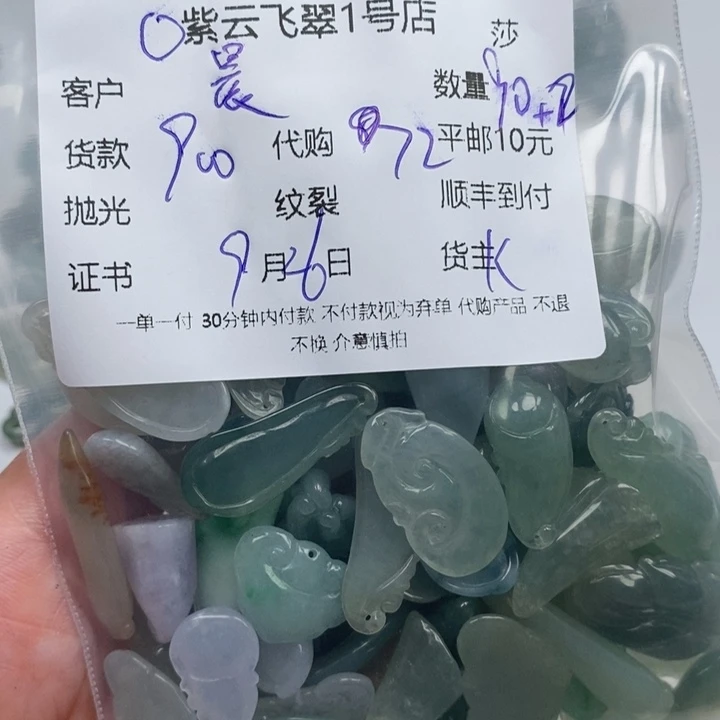 紫云飞翠1号店 莎
客户 晨 数量 90+2
货款 900 代购 72 平邮10元
抛光 纹裂 顺丰到付
证书 9月26日 货主K
一单一付 30分钟内付款 不付款视为弃单 代购产品 不退
不换 介意慎拍